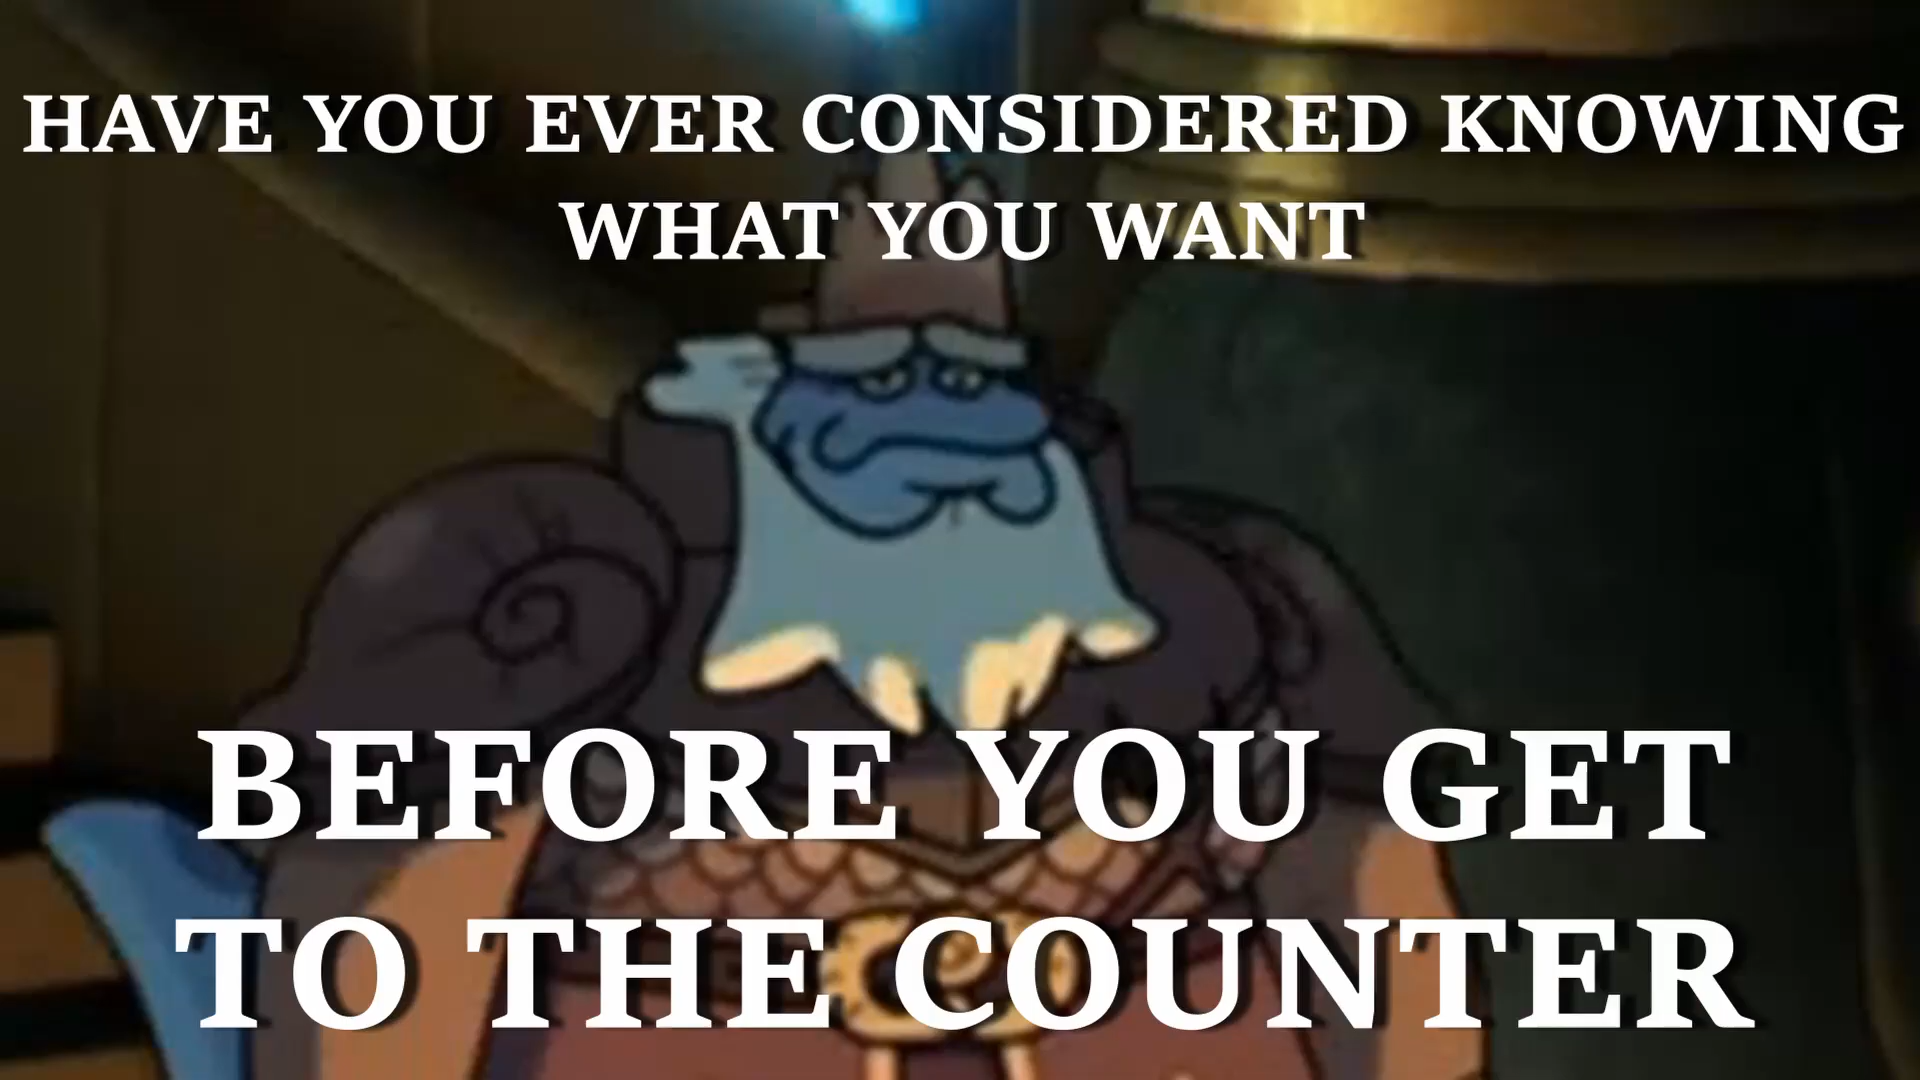 HAVE YOU EVER CONSIDERED KNOWING
WHAT YOU WANT
BEFORE YOU GET
TO THE COUNTER